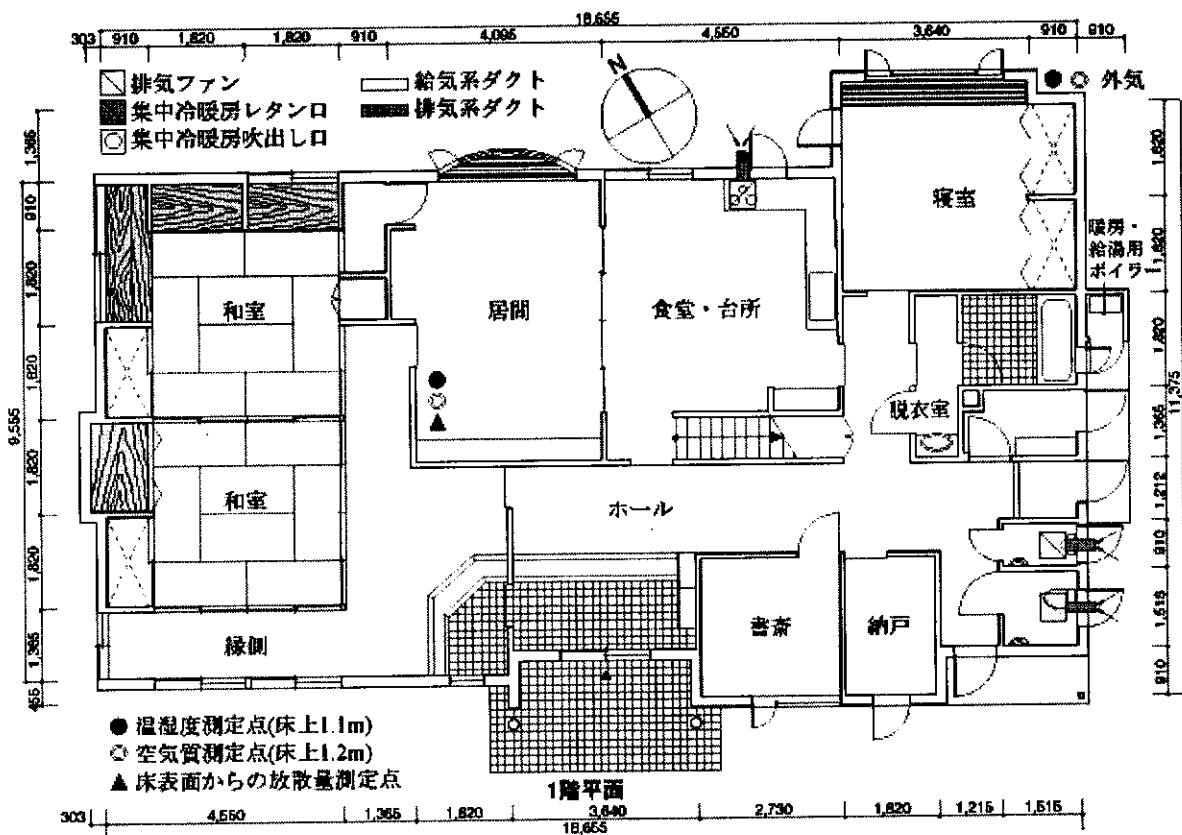 18,655
303 910 1,820 1,820 910 4,095 4,550 3,640 910 910
排気ファン
集中冷暖房レタン口
集中冷暖房吹出し口
給気系ダクト
排気系ダクト
N
外気
1,365
910
1,820
1,820
1,820
1,820
1,365
455
9,555
1,820
1,820
1,820
1,365
1,212
910
1,515
910
11,375
寝室
暖房・
給湯用
ボイラー
和室
居間
食堂・台所
脱衣室
和室
ホール
書斎
納戸
縁側
温湿度測定点(床上1.1m)
空気質測定点(床上1.2m)
床表面からの放散量測定点
1階平面
303 4,550 1,365 1,820 3,640 2,730 1,820 1,215 1,515
18,655